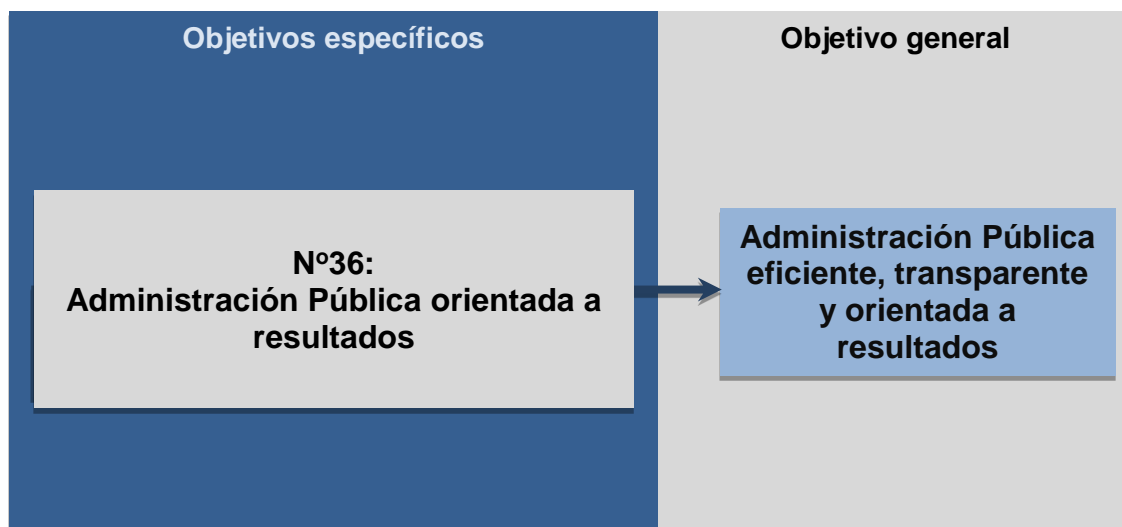 Objetivos específicos
Objetivo general
Nº36:
Administración Pública orientada a
resultados
Administración Pública
eficiente, transparente
y orientada a
resultados